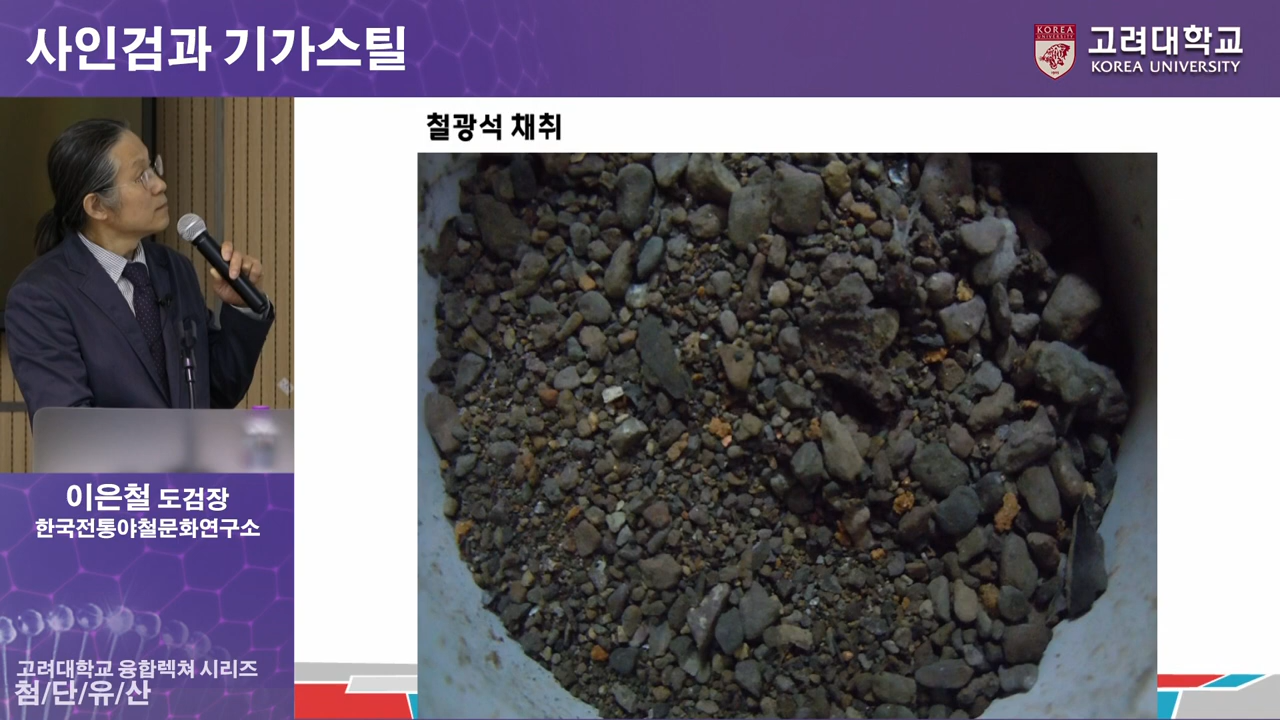 사인검과 기가스틸
KOREA
UNIVERSITY
고려대학교
KOREA UNIVERSITY
철광석 채취
이은철 도검장
한국전통야철문화연구소
고려대학교 융합렉쳐 시리즈
첨/단/유/산